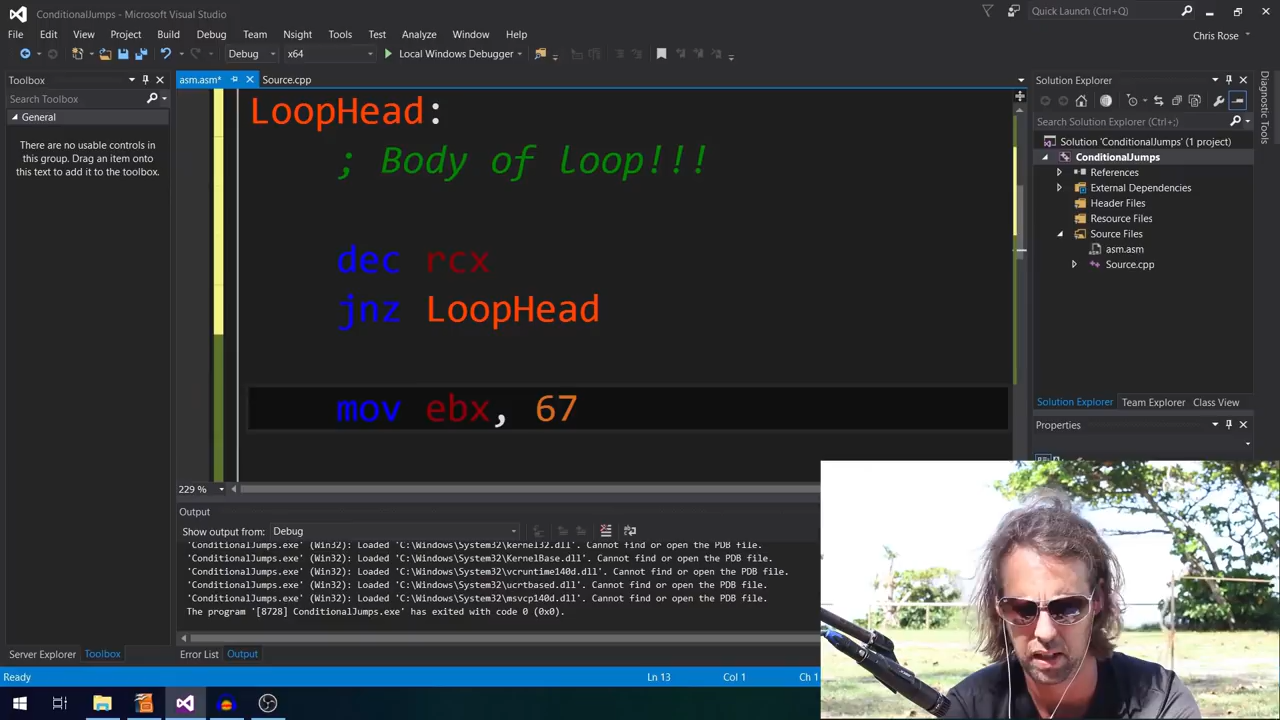 ConditionalJumps - Microsoft Visual Studio
Quick Launch (Ctrl+Q)
File Edit View Project Build Debug Team Nsight Tools Test Analyze Window Help
Chris Rose
Debug x64 Local Windows Debugger
Toolbox
Search Toolbox
General
There are no usable controls in
this group. Drag an item onto
this text to add it to the toolbox.
asm.asm* Source.cpp
LoopHead:
; Body of loop!!!
dec rcx
jnz LoopHead
mov ebx, 67
229 %
Output
Show output from: Debug
'ConditionalJumps.exe' (Win32): Loaded 'C:\Windows\System32\kernel32.dll'. Cannot find or open the PDB file.
'ConditionalJumps.exe' (Win32): Loaded 'C:\Windows\System32\KernelBase.dll'. Cannot find or open the PDB file.
'ConditionalJumps.exe' (Win32): Loaded 'C:\Windows\System32\vcruntime140d.dll'. Cannot find or open the PDB file.
'ConditionalJumps.exe' (Win32): Loaded 'C:\Windows\System32\ucrtbased.dll'. Cannot find or open the PDB file.
'ConditionalJumps.exe' (Win32): Loaded 'C:\Windows\System32\msvcp140d.dll'. Cannot find or open the PDB file.
The program '[8728] ConditionalJumps.exe' has exited with code 0 (0x0).
Server Explorer Toolbox Error List Output
Ready Ln 13 Col 1 Ch 1
Solution Explorer
Search Solution Explorer (Ctrl+;)
Solution 'ConditionalJumps' (1 project)
ConditionalJumps
References
External Dependencies
Header Files
Resource Files
Source Files
asm.asm
Source.cpp
Solution Explorer Team Explorer Class View
Properties
Diagnostic Tools